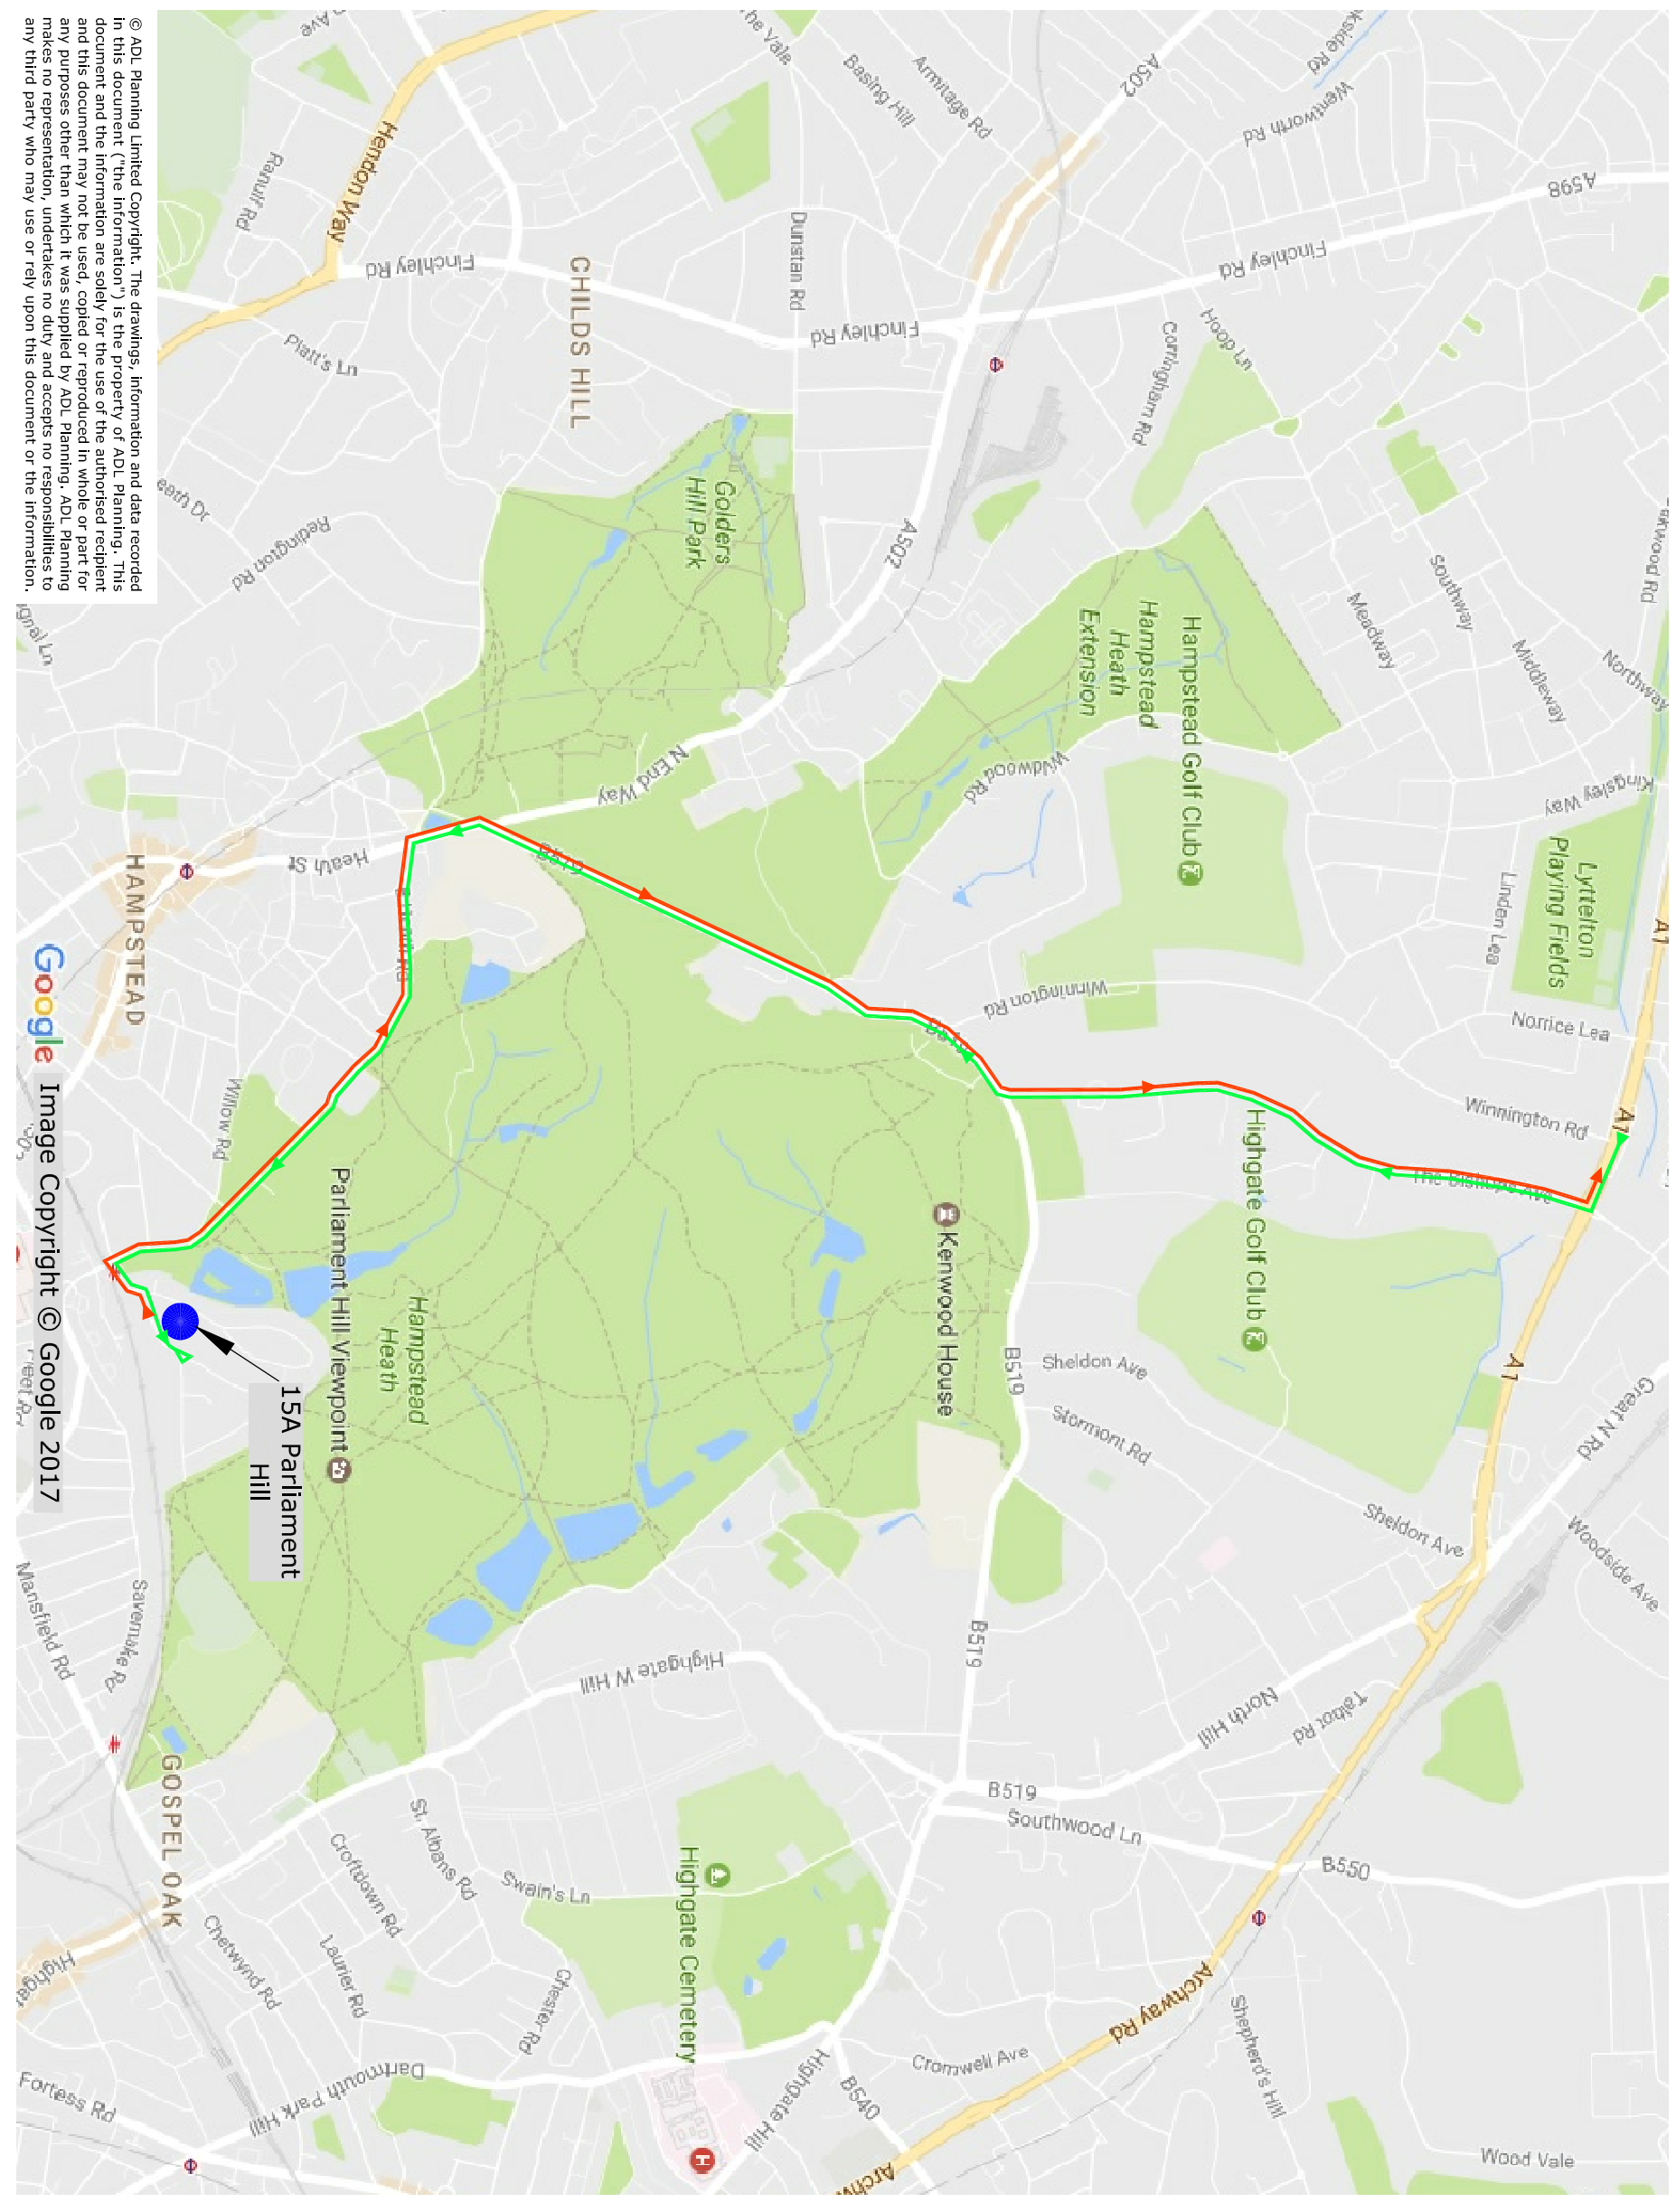 © ADL Planning Limited Copyright. The drawings, information and data recorded
in this document ("the information") is the property of ADL Planning. This
document and the information are solely for the use of the authorised recipient
and this document may not be used, copied or reproduced in whole or part for
any purposes other than which it was supplied by ADL Planning. ADL Planning
makes no representation, undertakes no duty and accepts no responsibilities to
any third party who may use or rely upon this document or the information.
Wentworth Rd
A502
Armitage Rd
Basing Hill
The Vale
Ave
Hendon Way
Ranulf Rd
A598
Finchley Rd
Finchley Rd
Finchley Rd
Dunstan Rd
CHILDS HILL
Platt's Ln
Hoop Ln
Corringham Rd
Redington Rd
A502
Golders
Hill Park
Hampstead
Heath
Extension
Hampstead Golf Club
Meadway
Southway
Middleway
Northway
Kingsley Way
Lyttelton
Playing Fields
Linden Lea
Norrice Lea
A1
Wildwood Rd
N End Way
B519
Heath St
HAMPSTEAD
Winnington Rd
Winnington Rd
A1
The Bishops Ave
B519
Highgate Golf Club
Kenwood House
Willow Rd
Parliament Hill Viewpoint
Hampstead
Heath
15A Parliament
Hill
Google
Image Copyright © Google 2017
A1
Great N Rd
B519
Sheldon Ave
Stormont Rd
Sheldon Ave
Woodside Ave
Savernake Rd
Mansfield Rd
Highgate W Hill
B519
North Hill
Talbot Rd
GOSPEL OAK
B519
Southwood Ln
B550
St. Albans Rd
Croftdown Rd
Swain's Ln
Highgate Cemetery
Chetwynd Rd
Laurier Rd
Chester Rd
Archway Rd
Shepherd's Hill
Cromwell Ave
Highgate Hill
B540
Dartmouth Park Hill
Fortess Rd
H
Wood Vale